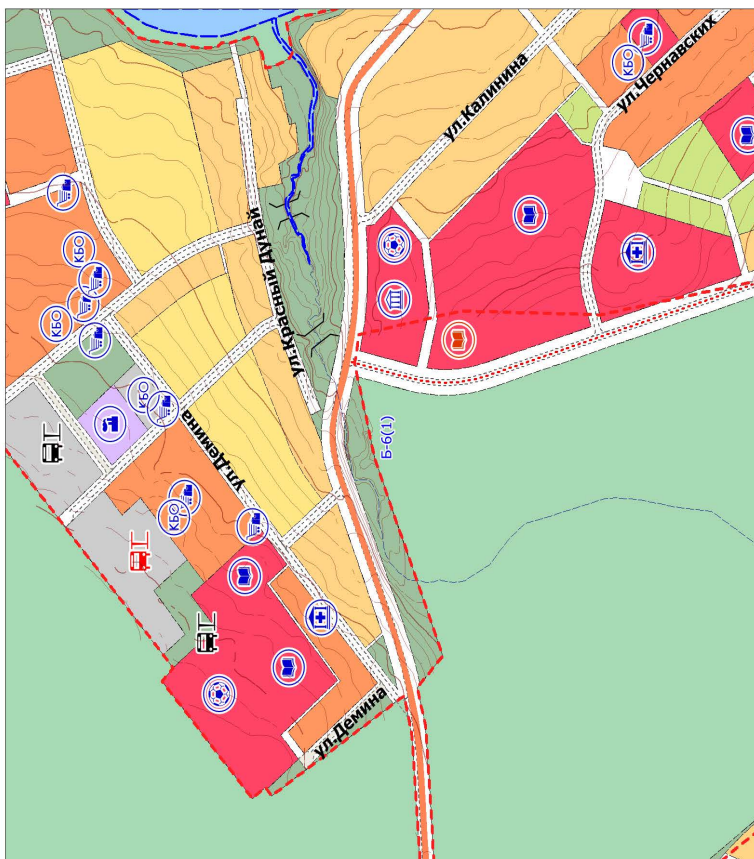 ул.Калинина
ул.Чернавских
КБО
ул.Красный Дунай
КБО
КБО
КБО
ул.Демина
КБО
Б-6(1)
ул.Демина